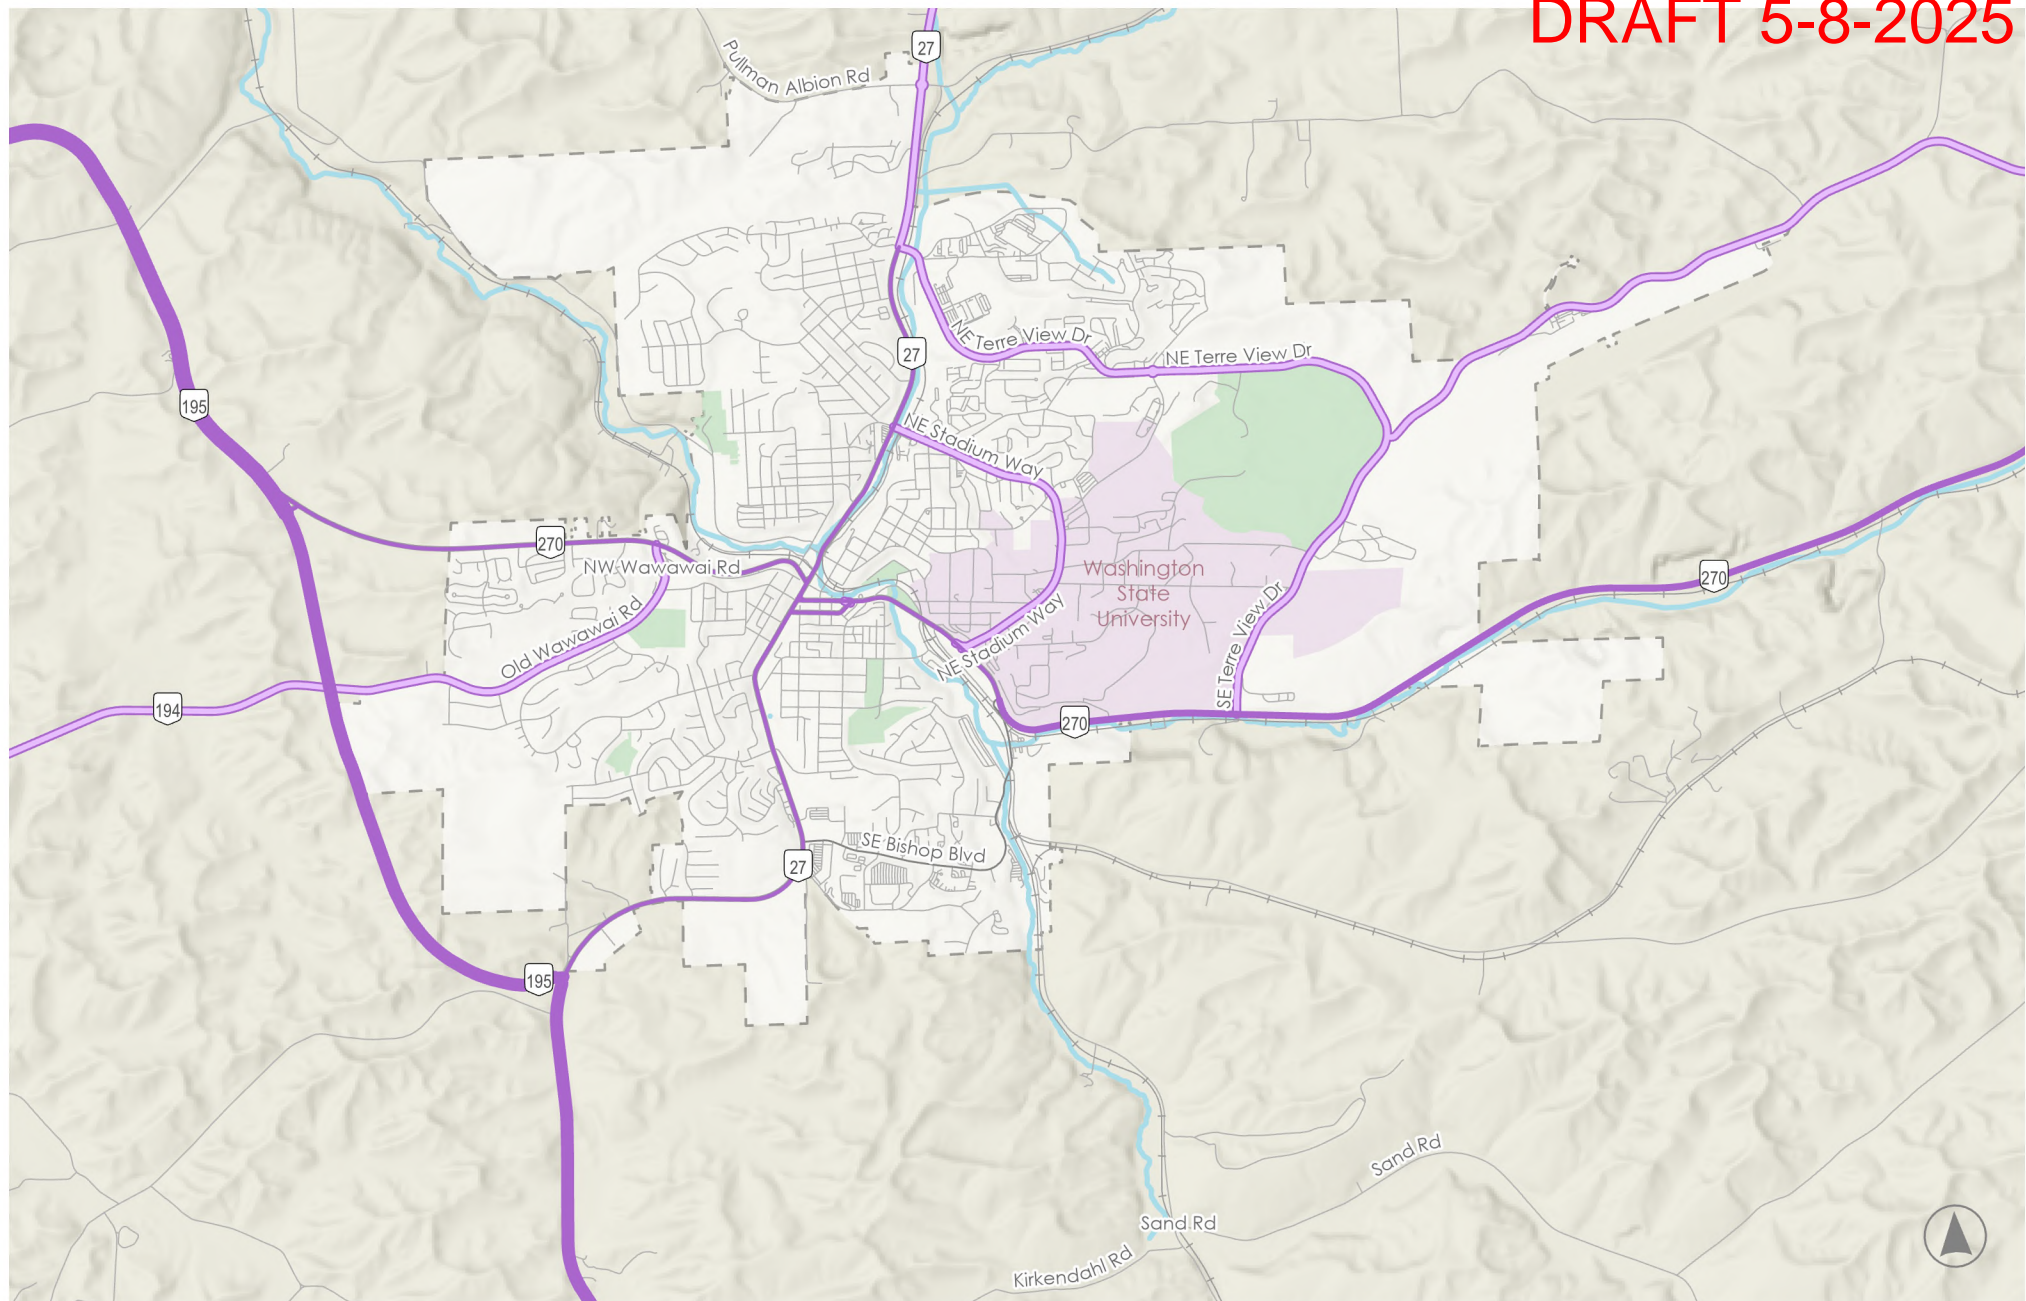 DRAFT 5-8-2025
27
Pullman Albion Rd
27
NE Terre View Dr
NE Terre View Dr
195
NE Stadium Way
270
NW Wawawai Rd
270
Washington
State
University
Old Wawawai Rd
NE Stadium Way
SE Terre View Dr
194
270
SE Bishop Blvd
27
195
Sand Rd
Sand Rd
Kirkendahl Rd